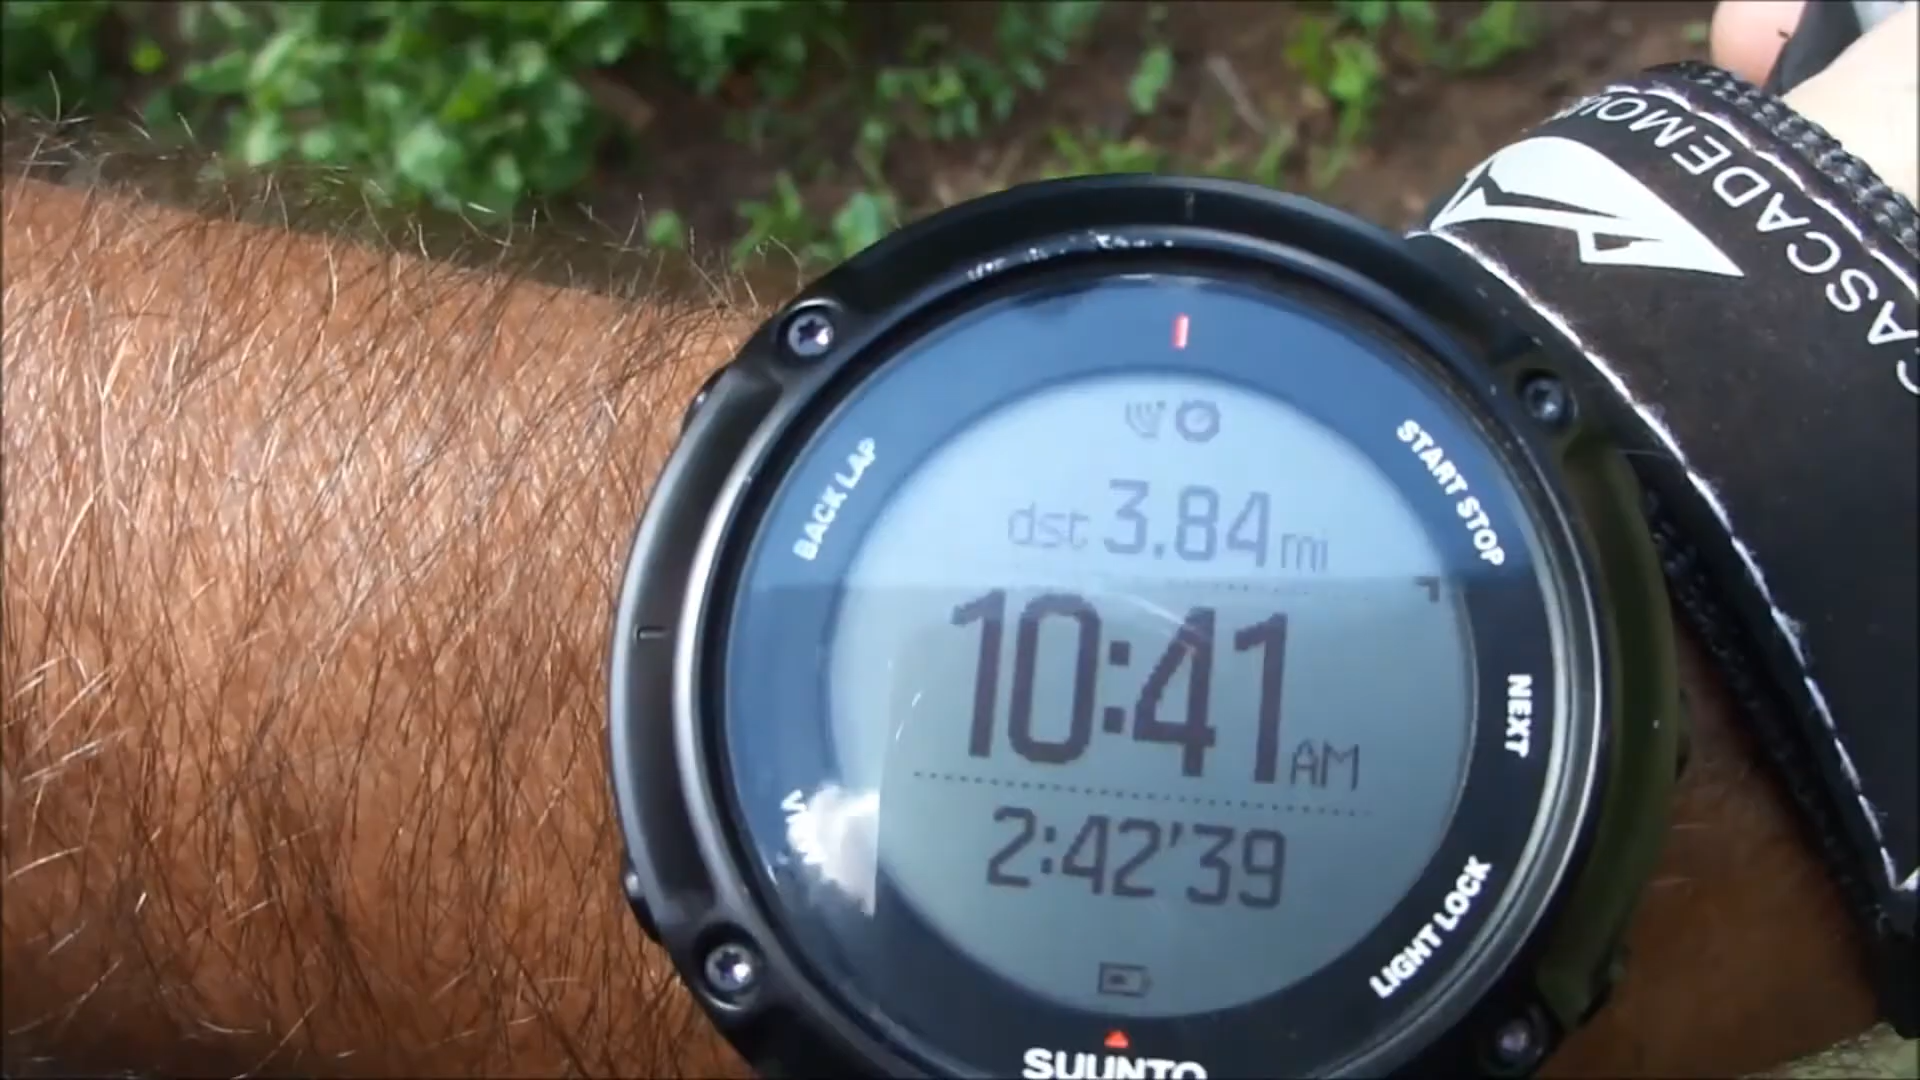 CASCADEMOU
BACK LAP
START STOP
dst 3.84 mi
10:41 AM
2:42'39
NEXT
LIGHT LOCK
SUUNTO